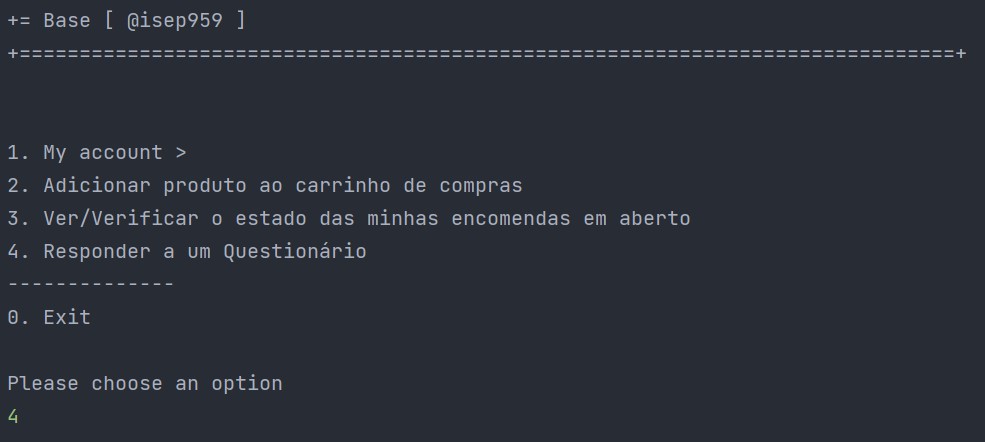 += Base [ @isep959 ]
+==============================================================================+
1. My account >
2. Adicionar produto ao carrinho de compras
3. Ver/Verificar o estado das minhas encomendas em aberto
4. Responder a um Questionário
--------------
0. Exit
Please choose an option
4